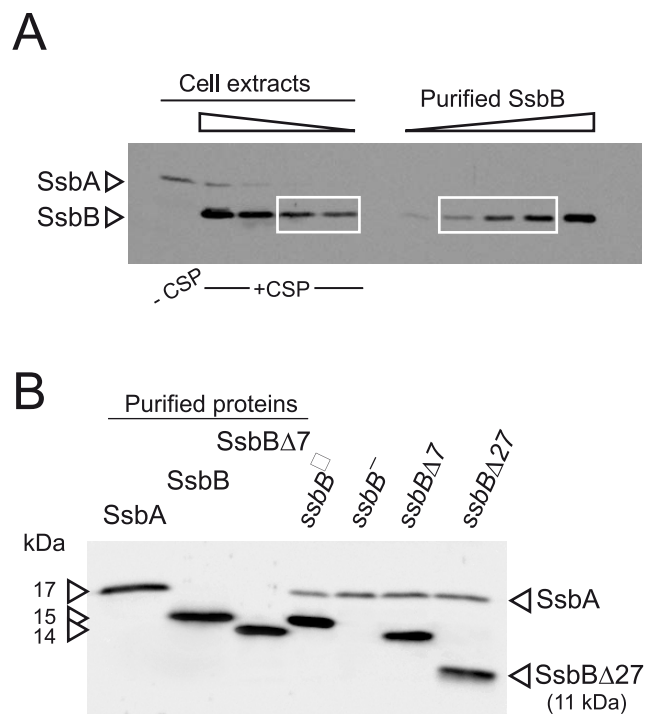 A
Cell extracts
Purified SsbB
SsbA
SsbB
- CSP
+CSP
B
Purified proteins
SsbBΔ7
SsbB
SsbA
ssbB□
ssbB−
ssbBΔ7
ssbBΔ27
kDa
17
15
14
SsbA
SsbBΔ27
(11 kDa)